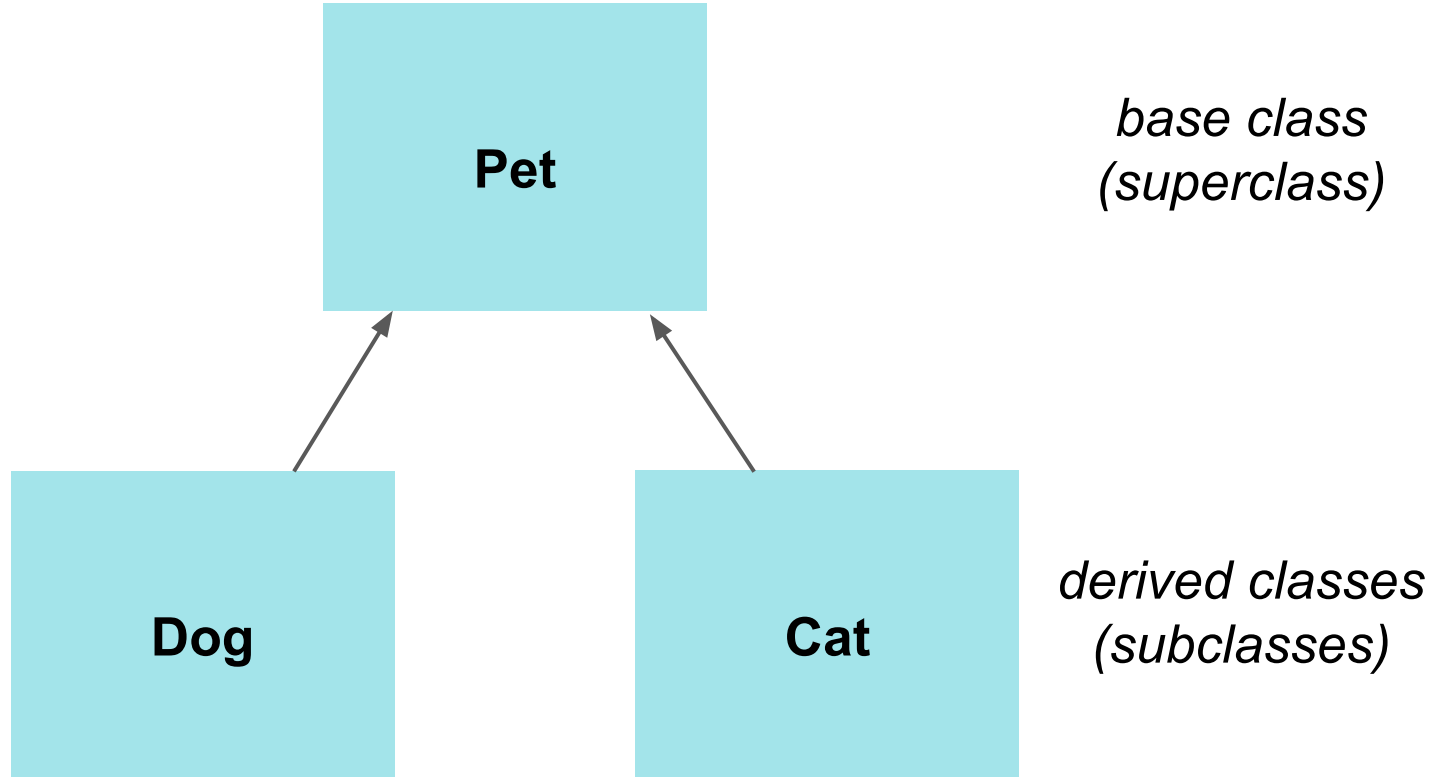 Pet
base class
(superclass)
Dog
Cat
derived classes
(subclasses)